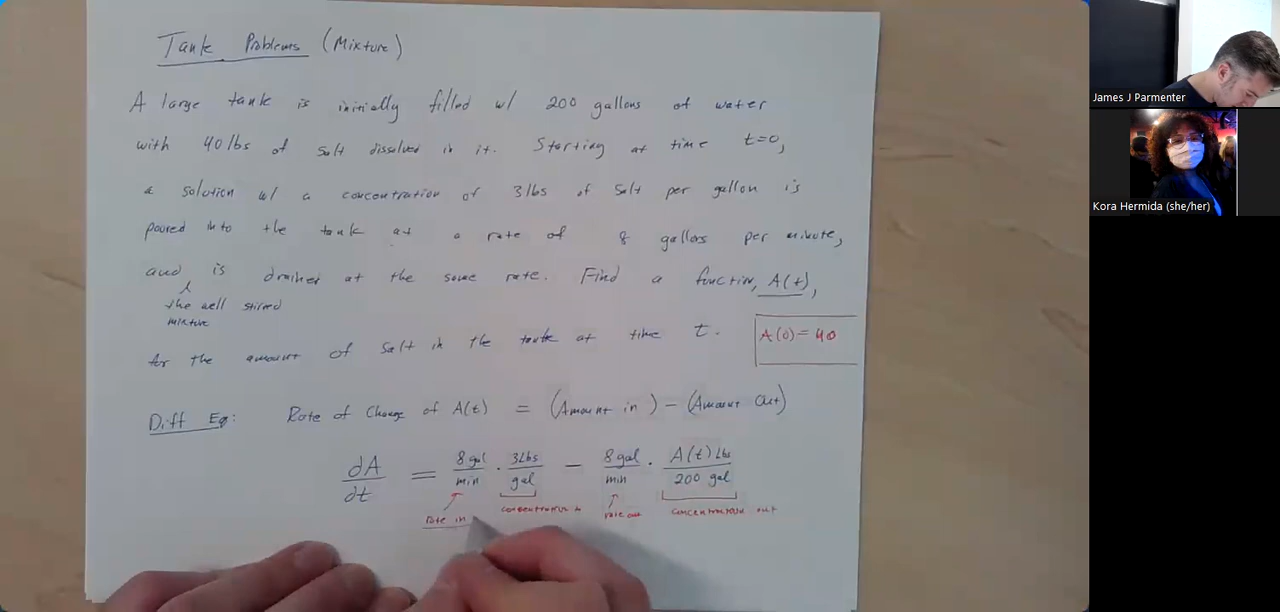 Tank Problems (Mixture)
A large tank is initially filled w/ 200 gallons of water
with 40 lbs of salt dissolved in it. Starting at time t=0,
a solution w/ a concentration of 3 lbs of salt per gallon is
poured into the tank at a rate of 8 gallons per minute,
and is drained at the same rate. Find a function, A(t),
the well stirred
mixture
for the amount of salt in the tank at time t.
A(0) = 40
Diff Eq: Rate of Change of A(t) = (Amount in) - (Amount Out)
dA/dt = 8 gal/min · 3 Lbs/gal - 8 gal/min · A(t) Lbs/200 gal
rate in concentration in rate out concentration out
James J Parmenter
Kora Hermida (she/her)